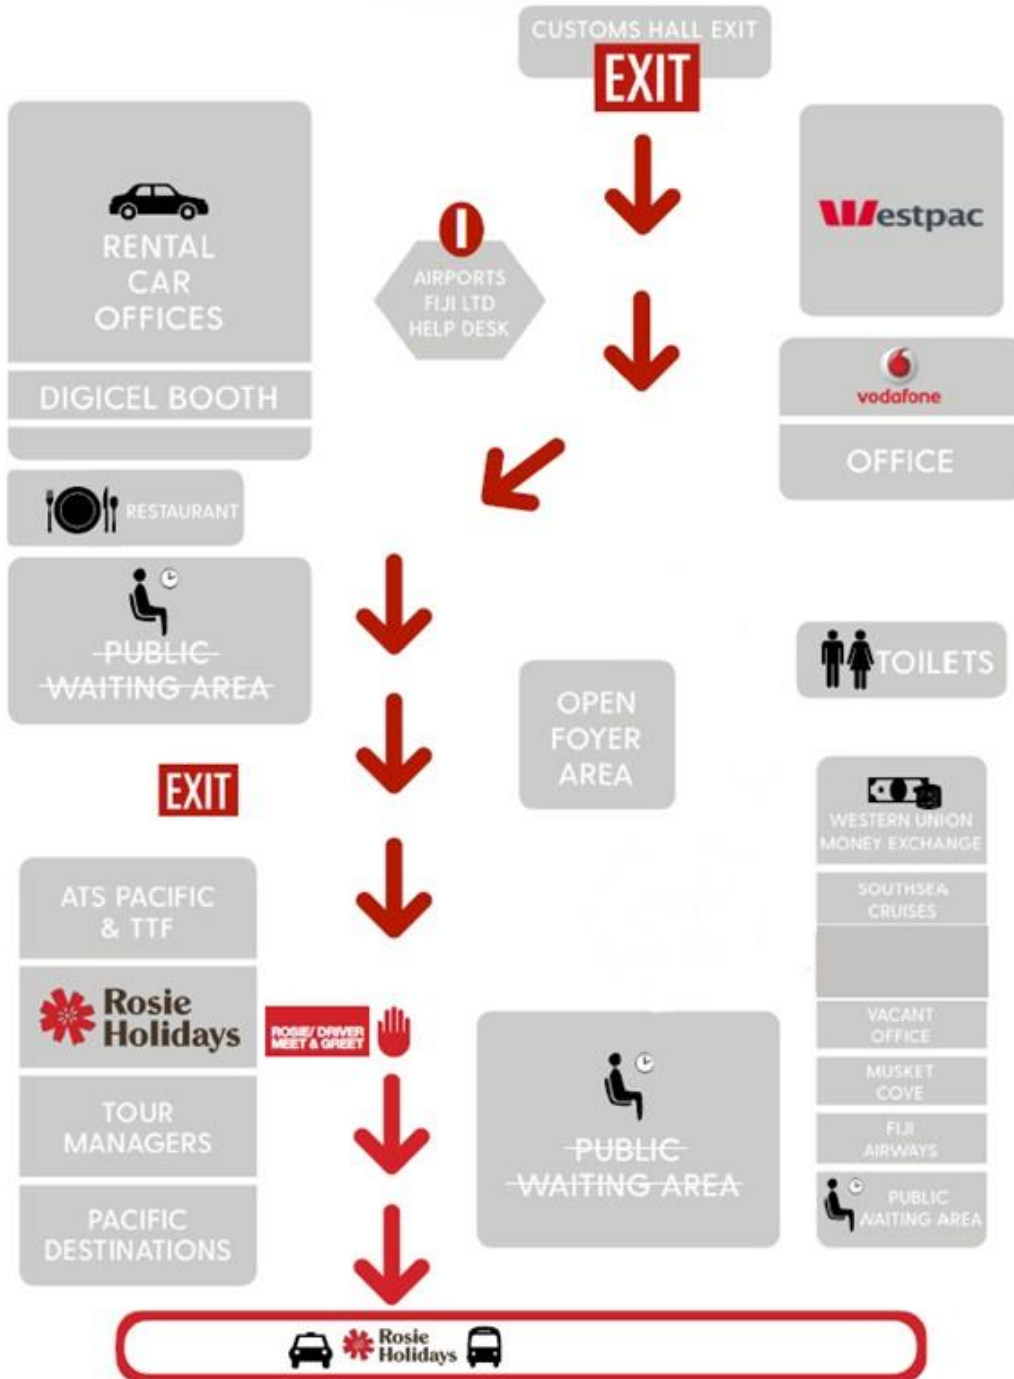 CUSTOMS HALL EXIT
EXIT
RENTAL
CAR
OFFICES
DIGICEL BOOTH
I
AIRPORTS
FIJI LTD
HELP DESK
Westpac
vodafone
OFFICE
RESTAURANT
PUBLIC
WAITING AREA
OPEN
FOYER
AREA
TOILETS
EXIT
WESTERN UNION
MONEY EXCHANGE
SOUTHSEA
CRUISES
VACANT
OFFICE
MUSKET
COVE
FIJI
AIRWAYS
PUBLIC
WAITING AREA
ATS PACIFIC
& TTF
Rosie
Holidays
ROSIE/ DRIVER
MEET & GREET
TOUR
MANAGERS
PACIFIC
DESTINATIONS
PUBLIC
WAITING AREA
Rosie
Holidays